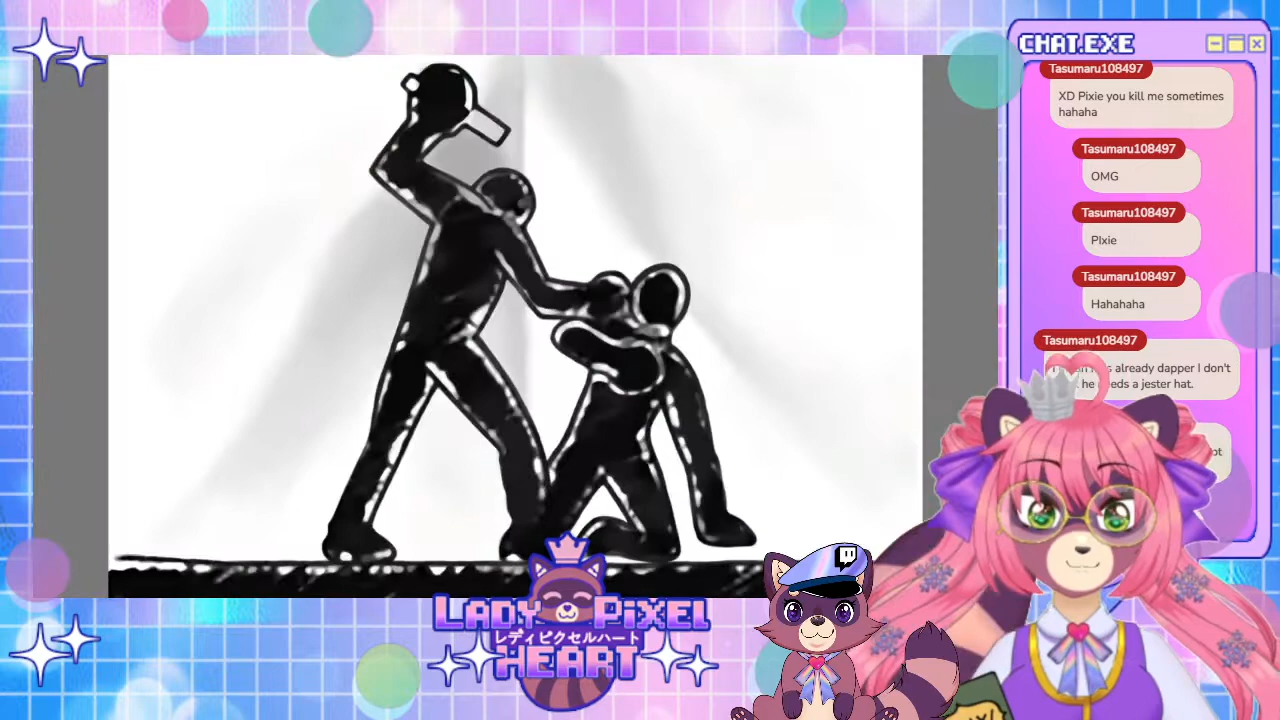 CHAT.EXE
Tasumaru108497
XD Pixie you kill me sometimes
hahaha
Tasumaru108497
OMG
Tasumaru108497
PIxie
Tasumaru108497
Hahahaha
Tasumaru108497
already dapper I don't
he needs a jester hat.
LADY PiXEL
レディピクセルハート
HEART